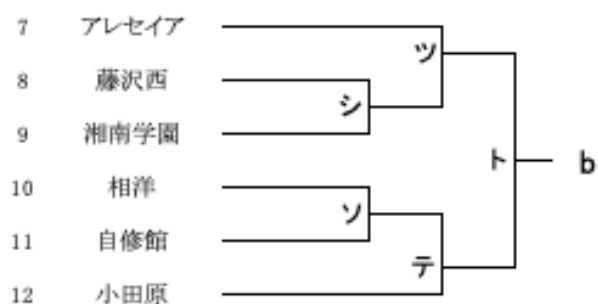 7 アレセイア
ツ
8 藤沢西
シ
9 湘南学園
ト b
10 相洋
ソ
11 自修館
テ
12 小田原